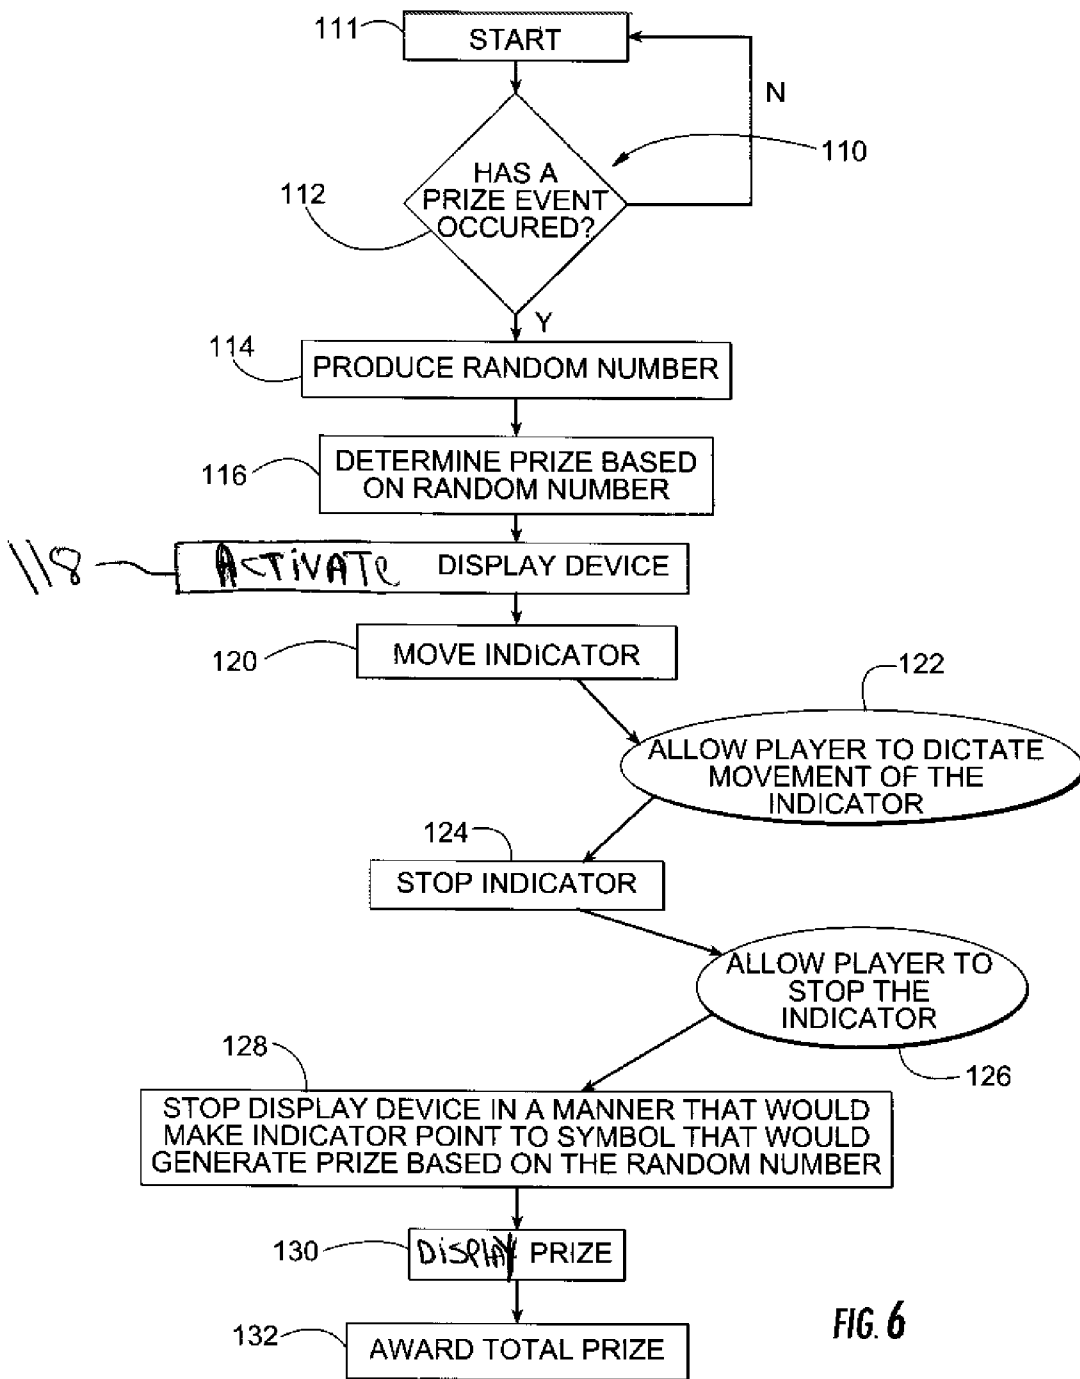 111
START
N
110
HAS A
PRIZE EVENT
OCCURED?
112
Y
114
PRODUCE RANDOM NUMBER
116
DETERMINE PRIZE BASED
ON RANDOM NUMBER
118
ACTIVATe DISPLAY DEVICE
120
MOVE INDICATOR
122
ALLOW PLAYER TO DICTATE
MOVEMENT OF THE
INDICATOR
124
STOP INDICATOR
ALLOW PLAYER TO
STOP THE
INDICATOR
126
128
STOP DISPLAY DEVICE IN A MANNER THAT WOULD
MAKE INDICATOR POINT TO SYMBOL THAT WOULD
GENERATE PRIZE BASED ON THE RANDOM NUMBER
130
DiSPLAY PRIZE
132
AWARD TOTAL PRIZE
FIG. 6